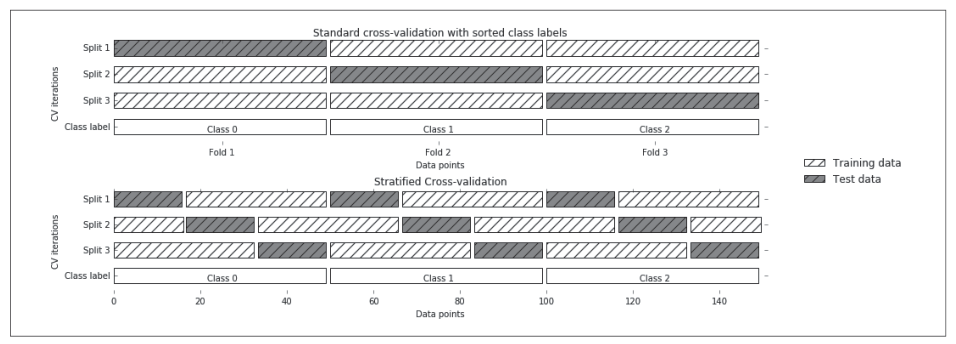 Standard cross-validation with sorted class labels
Split 1
Split 2
Split 3
Class label
CV iterations
Class 0 Class 1 Class 2
Fold 1 Fold 2 Fold 3
Data points
Training data
Test data
Stratified Cross-validation
Split 1
Split 2
Split 3
Class label
CV iterations
Class 0 Class 1 Class 2
0 20 40 60 80 100 120 140
Data points